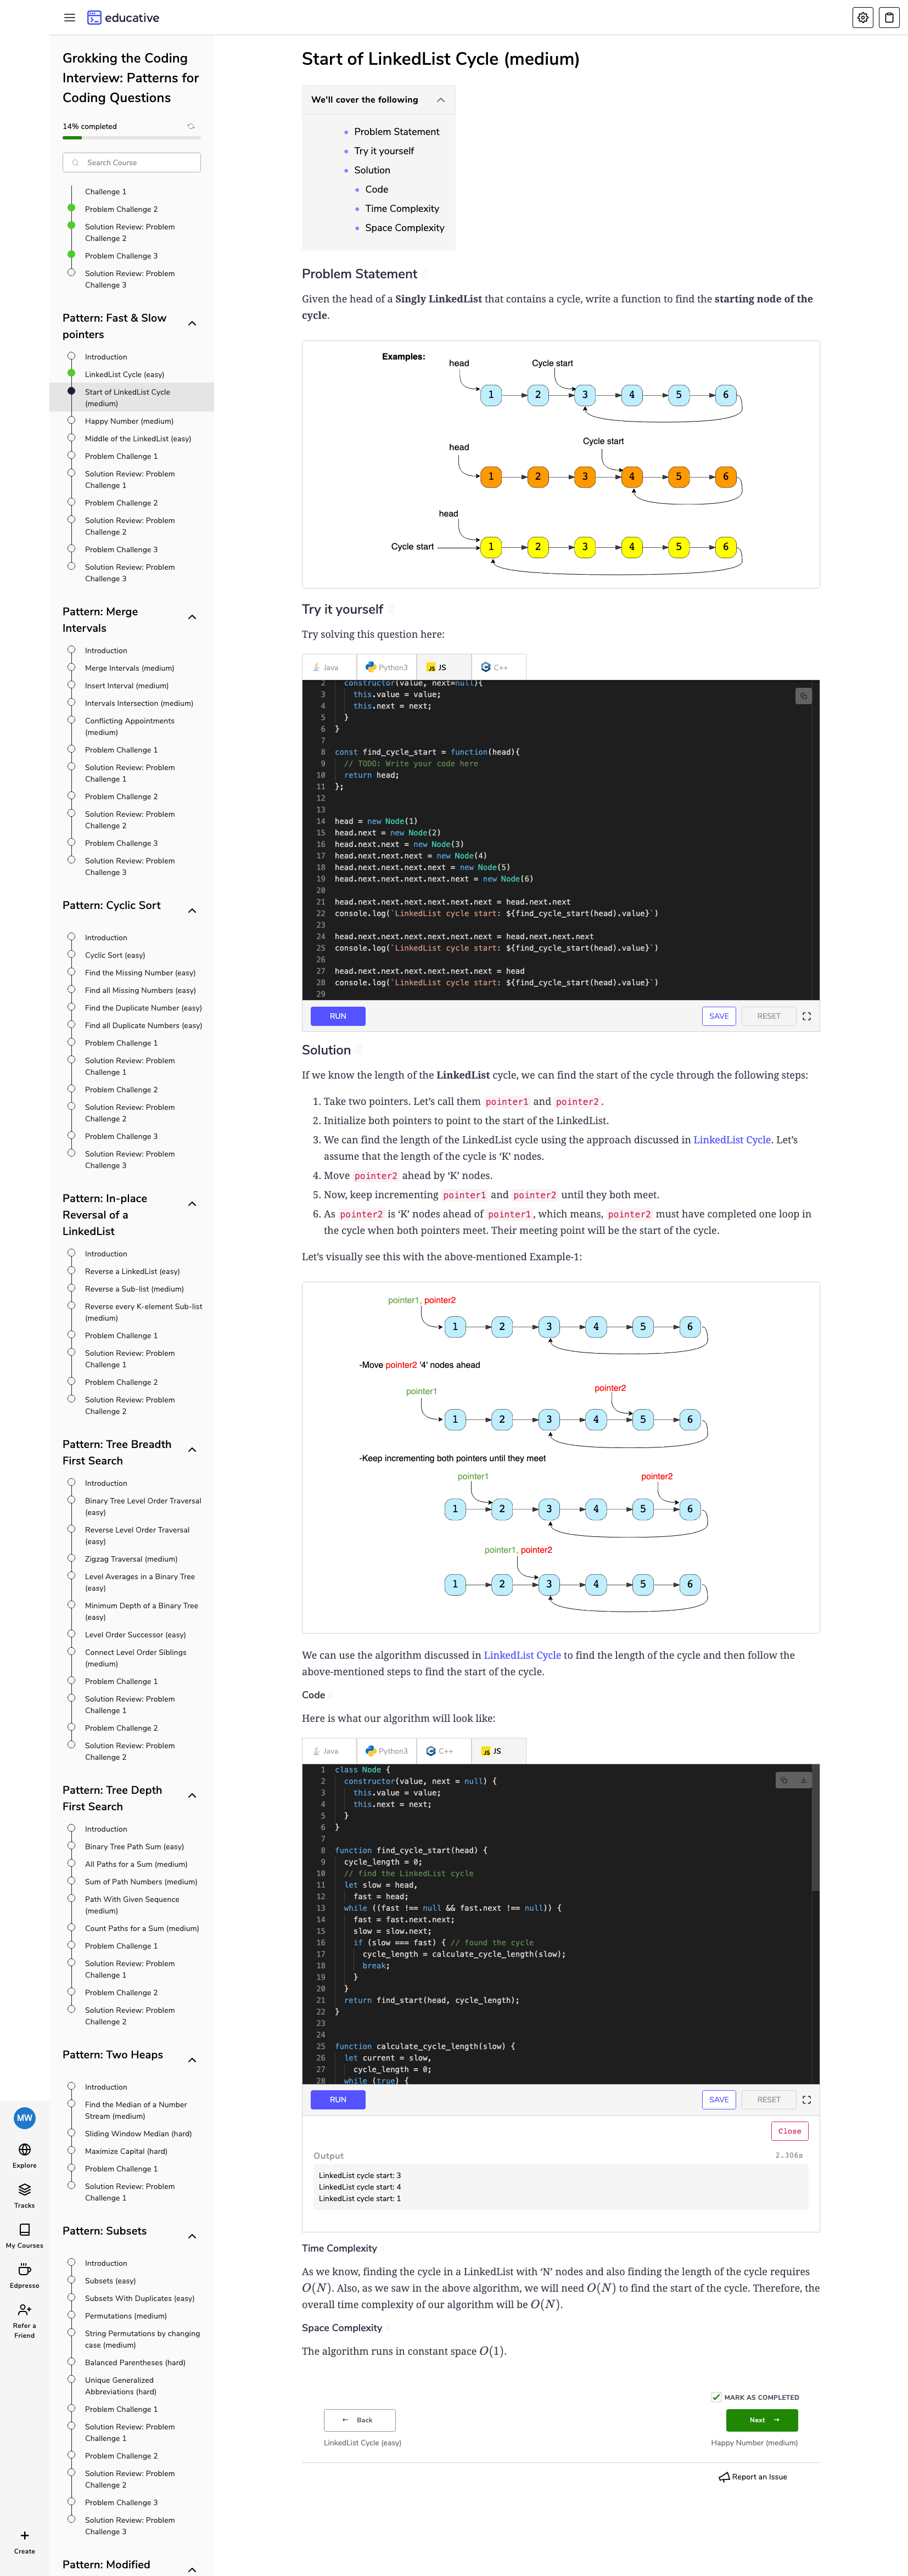 educative
Grokking the Coding
Interview: Patterns for
Coding Questions
14% completed
Search Course
Challenge 1
Problem Challenge 2
Solution Review: Problem
Challenge 2
Problem Challenge 3
Solution Review: Problem
Challenge 3
Pattern: Fast & Slow
pointers
Introduction
LinkedList Cycle (easy)
Start of LinkedList Cycle
(medium)
Happy Number (medium)
Middle of the LinkedList (easy)
Problem Challenge 1
Solution Review: Problem
Challenge 1
Problem Challenge 2
Solution Review: Problem
Challenge 2
Problem Challenge 3
Solution Review: Problem
Challenge 3
Pattern: Merge
Intervals
Introduction
Merge Intervals (medium)
Insert Interval (medium)
Intervals Intersection (medium)
Conflicting Appointments
(medium)
Problem Challenge 1
Solution Review: Problem
Challenge 1
Problem Challenge 2
Solution Review: Problem
Challenge 2
Problem Challenge 3
Solution Review: Problem
Challenge 3
Pattern: Cyclic Sort
Introduction
Cyclic Sort (easy)
Find the Missing Number (easy)
Find all Missing Numbers (easy)
Find the Duplicate Number (easy)
Find all Duplicate Numbers (easy)
Problem Challenge 1
Solution Review: Problem
Challenge 1
Problem Challenge 2
Solution Review: Problem
Challenge 2
Problem Challenge 3
Solution Review: Problem
Challenge 3
Pattern: In-place
Reversal of a
LinkedList
Introduction
Reverse a LinkedList (easy)
Reverse a Sub-list (medium)
Reverse every K-element Sub-list
(medium)
Problem Challenge 1
Solution Review: Problem
Challenge 1
Problem Challenge 2
Solution Review: Problem
Challenge 2
Pattern: Tree Breadth
First Search
Introduction
Binary Tree Level Order Traversal
(easy)
Reverse Level Order Traversal
(easy)
Zigzag Traversal (medium)
Level Averages in a Binary Tree
(easy)
Minimum Depth of a Binary Tree
(easy)
Level Order Successor (easy)
Connect Level Order Siblings
(medium)
Problem Challenge 1
Solution Review: Problem
Challenge 1
Problem Challenge 2
Solution Review: Problem
Challenge 2
Pattern: Tree Depth
First Search
Introduction
Binary Tree Path Sum (easy)
All Paths for a Sum (medium)
Sum of Path Numbers (medium)
Path With Given Sequence
(medium)
Count Paths for a Sum (medium)
Problem Challenge 1
Solution Review: Problem
Challenge 1
Problem Challenge 2
Solution Review: Problem
Challenge 2
Pattern: Two Heaps
Introduction
Find the Median of a Number
Stream (medium)
Sliding Window Median (hard)
Maximize Capital (hard)
Problem Challenge 1
Solution Review: Problem
Challenge 1
Pattern: Subsets
Introduction
Subsets (easy)
Subsets With Duplicates (easy)
Permutations (medium)
String Permutations by changing
case (medium)
Balanced Parentheses (hard)
Unique Generalized
Abbreviations (hard)
Problem Challenge 1
Solution Review: Problem
Challenge 1
Problem Challenge 2
Solution Review: Problem
Challenge 2
Problem Challenge 3
Solution Review: Problem
Challenge 3
Pattern: Modified
MW
Explore
Tracks
My Courses
Edpresso
Refer a
Friend
Create
Start of LinkedList Cycle (medium)
We'll cover the following
Problem Statement
Try it yourself
Solution
Code
Time Complexity
Space Complexity
Problem Statement #
Given the head of a Singly LinkedList that contains a cycle, write a function to find the starting node of the
cycle.
Examples:
head Cycle start
1 2 3 4 5 6
head Cycle start
1 2 3 4 5 6
head
Cycle start 1 2 3 4 5 6
Try it yourself #
Try solving this question here:
Java Python3 JS C++
2 constructor(value, next=null){
3 this.value = value;
4 this.next = next;
5 }
6 }
7
8 const find_cycle_start = function(head){
9 // TODO: Write your code here
10 return head;
11 };
12
13
14 head = new Node(1)
15 head.next = new Node(2)
16 head.next.next = new Node(3)
17 head.next.next.next = new Node(4)
18 head.next.next.next.next = new Node(5)
19 head.next.next.next.next.next = new Node(6)
20
21 head.next.next.next.next.next.next = head.next.next
22 console.log(`LinkedList cycle start: ${find_cycle_start(head).value}`)
23
24 head.next.next.next.next.next.next = head.next.next.next
25 console.log(`LinkedList cycle start: ${find_cycle_start(head).value}`)
26
27 head.next.next.next.next.next.next = head
28 console.log(`LinkedList cycle start: ${find_cycle_start(head).value}`)
29
RUN SAVE RESET
Solution #
If we know the length of the LinkedList cycle, we can find the start of the cycle through the following steps:
1. Take two pointers. Let's call them pointer1 and pointer2.
2. Initialize both pointers to point to the start of the LinkedList.
3. We can find the length of the LinkedList cycle using the approach discussed in LinkedList Cycle. Let's
assume that the length of the cycle is 'K' nodes.
4. Move pointer2 ahead by 'K' nodes.
5. Now, keep incrementing pointer1 and pointer2 until they both meet.
6. As pointer2 is 'K' nodes ahead of pointer1, which means, pointer2 must have completed one loop in
the cycle when both pointers meet. Their meeting point will be the start of the cycle.
Let's visually see this with the above-mentioned Example-1:
pointer1, pointer2
1 2 3 4 5 6
-Move pointer2 '4' nodes ahead
pointer1 pointer2
1 2 3 4 5 6
-Keep incrementing both pointers until they meet
pointer1 pointer2
1 2 3 4 5 6
pointer1, pointer2
1 2 3 4 5 6
We can use the algorithm discussed in LinkedList Cycle to find the length of the cycle and then follow the
above-mentioned steps to find the start of the cycle.
Code #
Here is what our algorithm will look like:
Java Python3 C++ JS
1 class Node {
2 constructor(value, next = null) {
3 this.value = value;
4 this.next = next;
5 }
6 }
7
8 function find_cycle_start(head) {
9 cycle_length = 0;
10 // find the LinkedList cycle
11 let slow = head,
12 fast = head;
13 while ((fast !== null && fast.next !== null)) {
14 fast = fast.next.next;
15 slow = slow.next;
16 if (slow === fast) { // found the cycle
17 cycle_length = calculate_cycle_length(slow);
18 break;
19 }
20 }
21 return find_start(head, cycle_length);
22 }
23
24
25 function calculate_cycle_length(slow) {
26 let current = slow,
27 cycle_length = 0;
28 while (true) {
RUN SAVE RESET
Close
Output 2.306s
LinkedList cycle start: 3
LinkedList cycle start: 4
LinkedList cycle start: 1
Time Complexity #
As we know, finding the cycle in a LinkedList with 'N' nodes and also finding the length of the cycle requires
O(N). Also, as we saw in the above algorithm, we will need O(N) to find the start of the cycle. Therefore, the
overall time complexity of our algorithm will be O(N).
Space Complexity #
The algorithm runs in constant space O(1).
MARK AS COMPLETED
← Back Next →
LinkedList Cycle (easy) Happy Number (medium)
Report an Issue